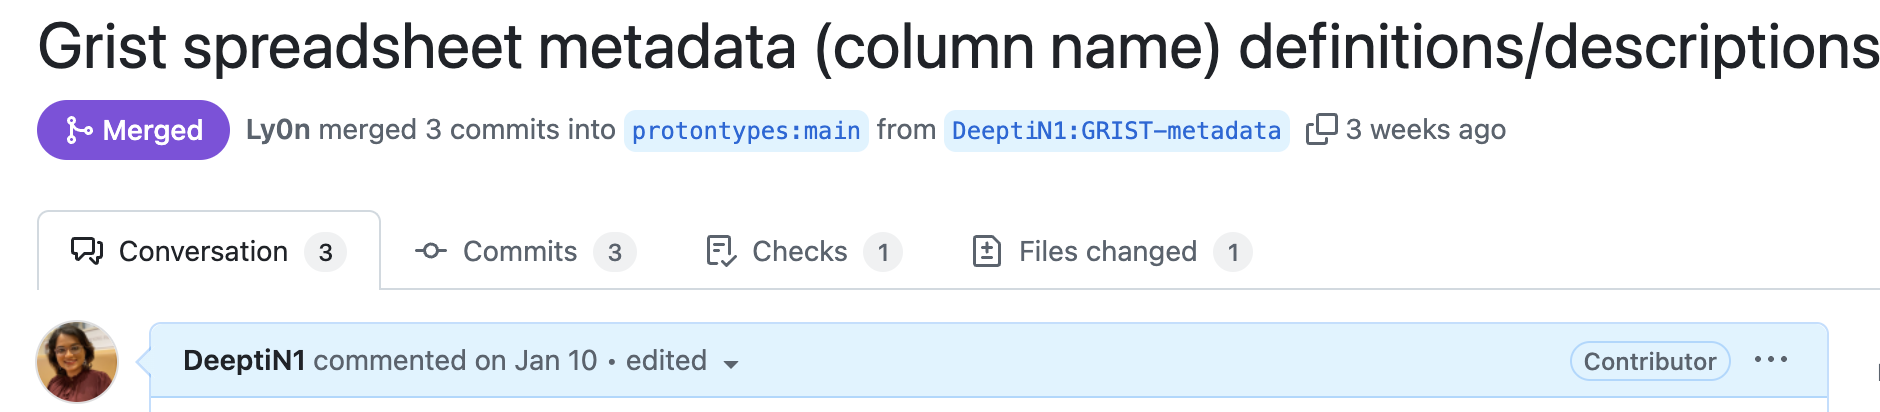 Grist spreadsheet metadata (column name) definitions/descriptions
Merged Ly0n merged 3 commits into protontypes:main from DeeptiN1:GRIST-metadata 3 weeks ago
Conversation 3 Commits 3 Checks 1 Files changed 1
DeeptiN1 commented on Jan 10 • edited Contributor